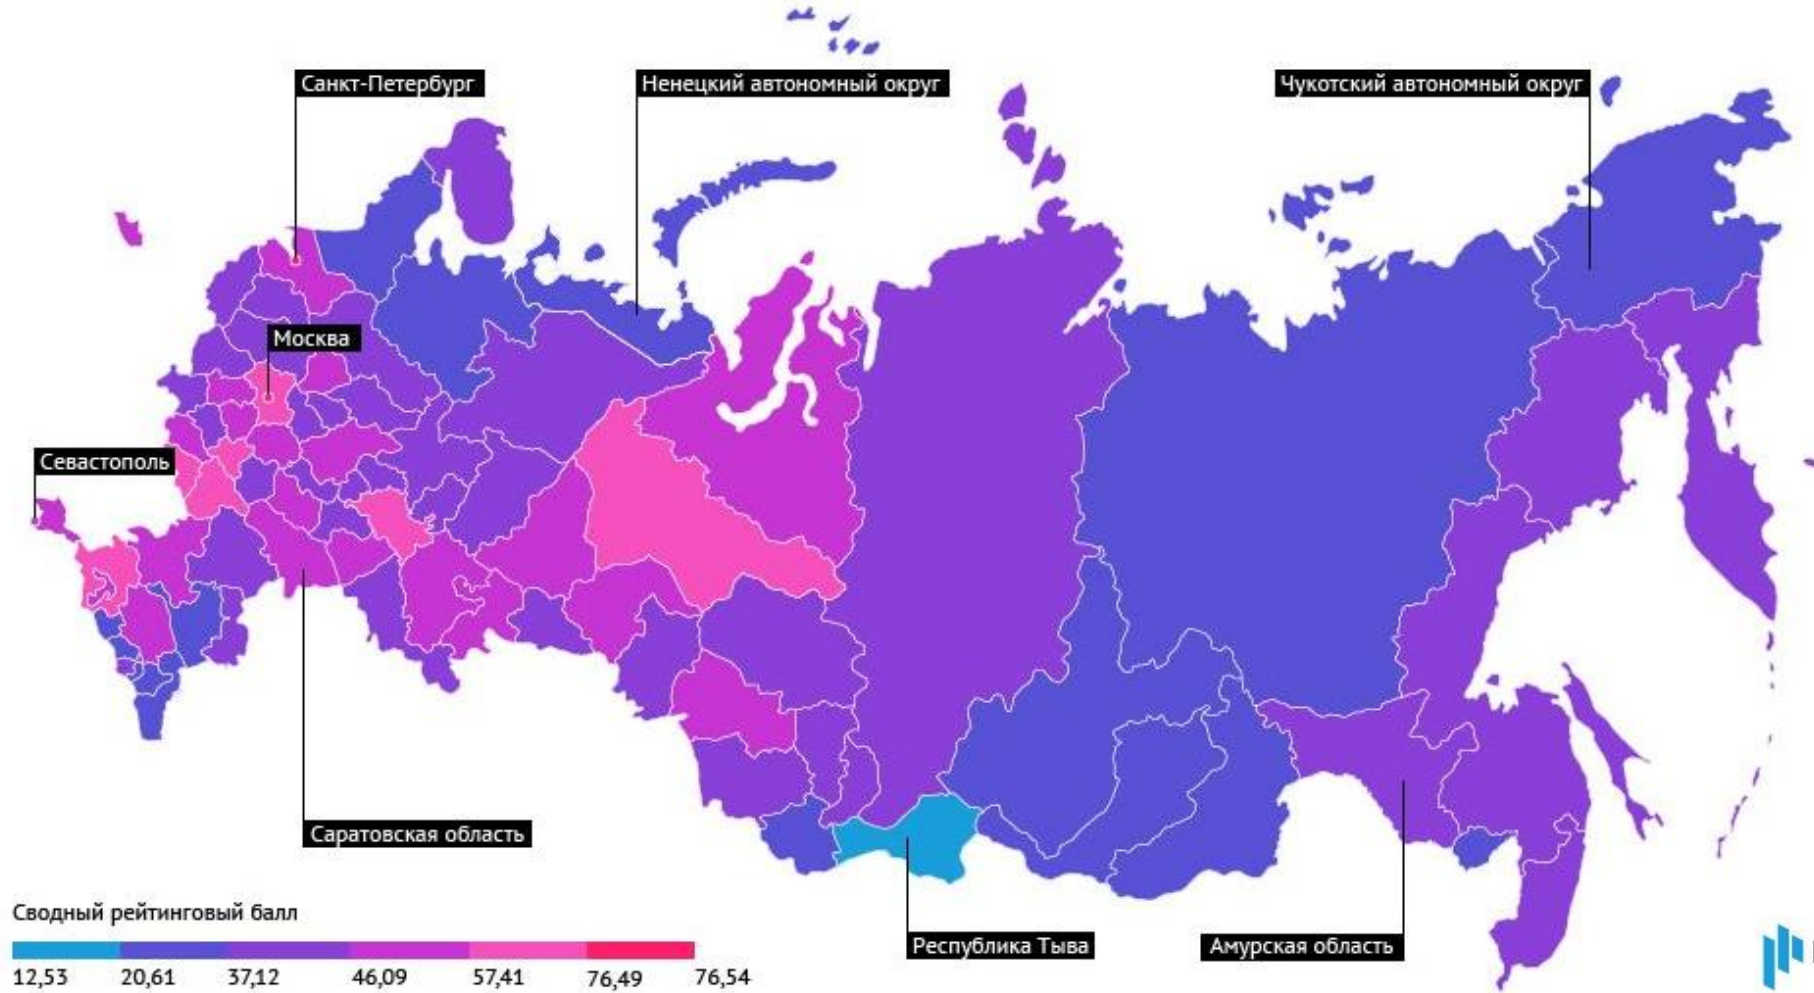 Санкт-Петербург
Ненецкий автономный округ
Чукотский автономный округ
Москва
Севастополь
Саратовская область
Сводный рейтинговый балл
Республика Тыва
Амурская область
12,53 20,61 37,12 46,09 57,41 76,49 76,54